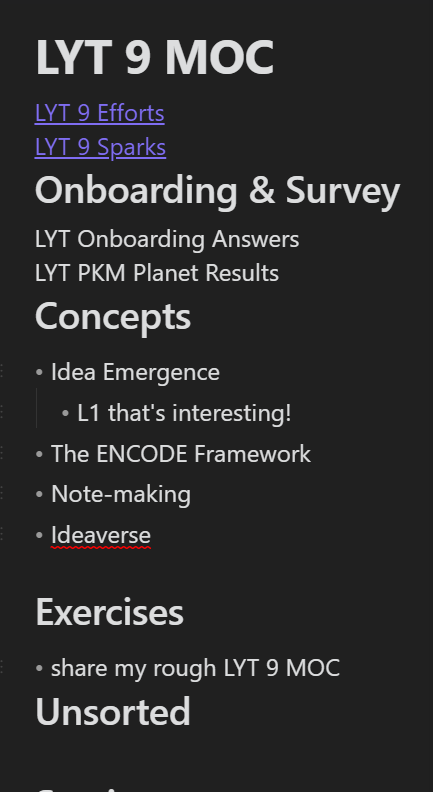 LYT 9 MOC
LYT 9 Efforts
LYT 9 Sparks
Onboarding & Survey
LYT Onboarding Answers
LYT PKM Planet Results
Concepts
• Idea Emergence
• L1 that's interesting!
• The ENCODE Framework
• Note-making
• Ideaverse
Exercises
• share my rough LYT 9 MOC
Unsorted